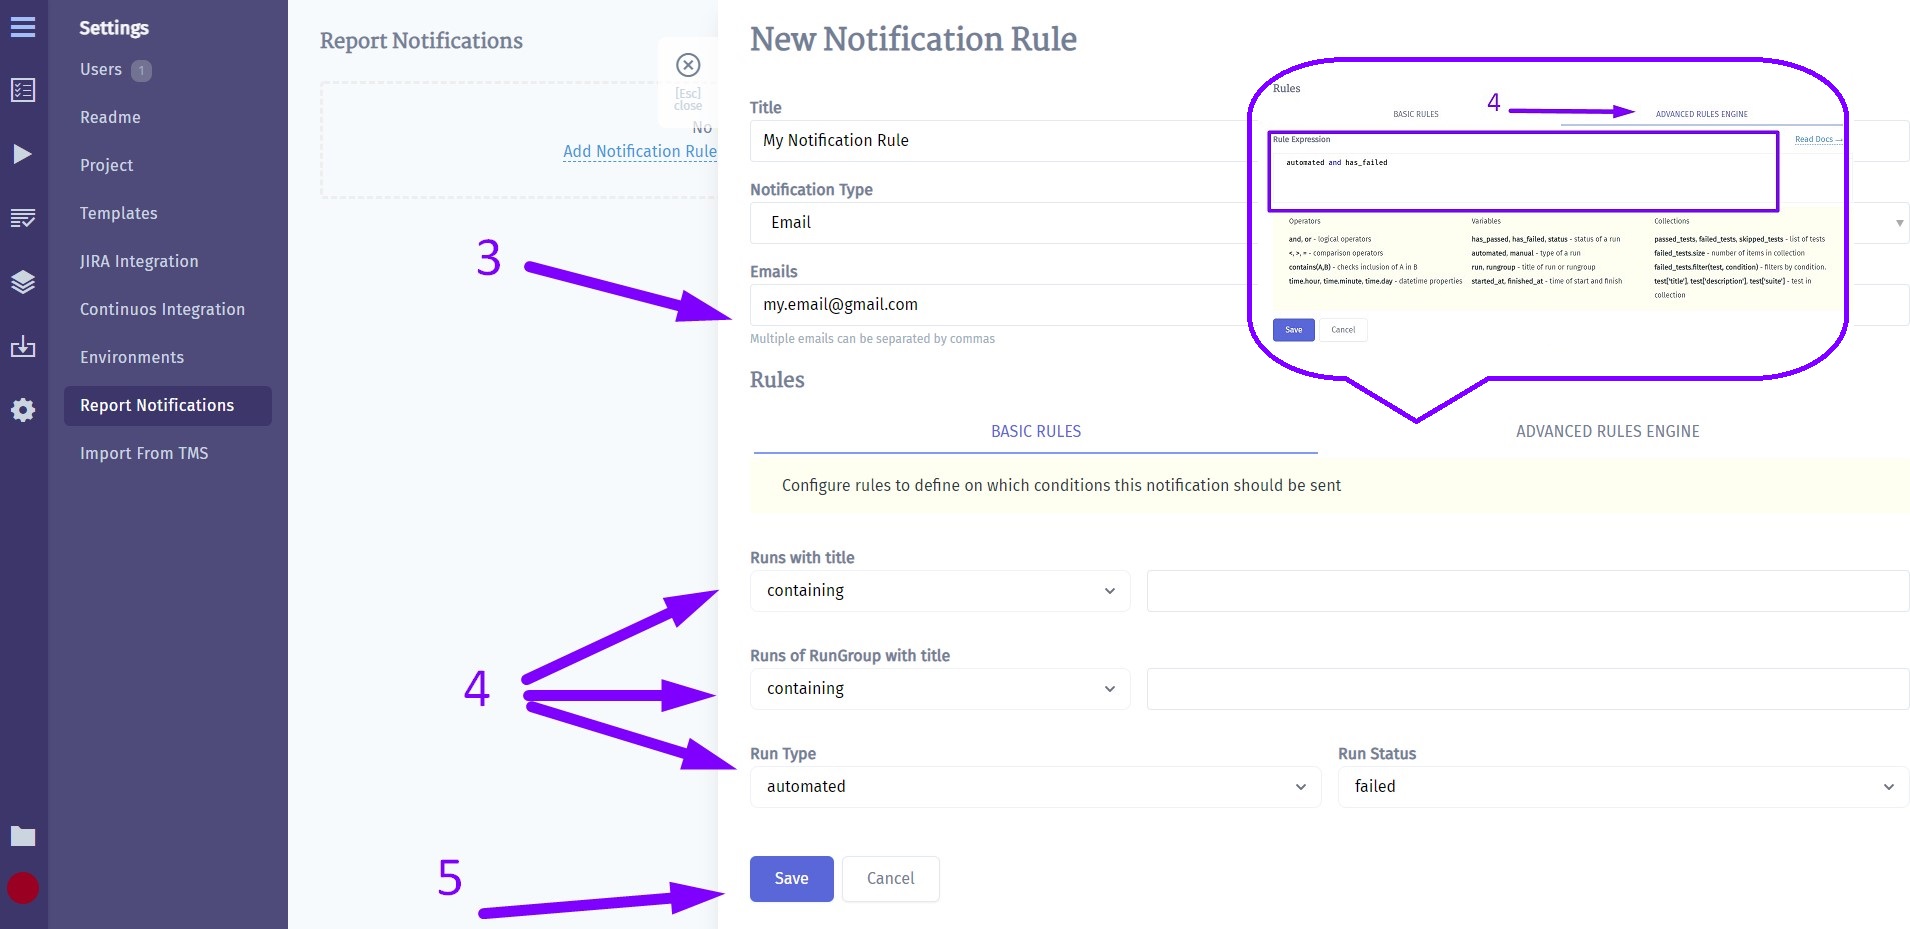 Settings
Users 1
Readme
Project
Templates
JIRA Integration
Continuos Integration
Environments
Report Notifications
Import From TMS
Report Notifications
[Esc]
close
No
Add Notification Rule
3
4
5
New Notification Rule
Title
My Notification Rule
Notification Type
Email
Emails
my.email@gmail.com
Multiple emails can be separated by commas
Rules
BASIC RULES
ADVANCED RULES ENGINE
Configure rules to define on which conditions this notification should be sent
Runs with title
containing
Runs of RunGroup with title
containing
Run Type
Run Status
automated
failed
Save
Cancel
Rules
4
BASIC RULES
ADVANCED RULES ENGINE
Rule Expression
Read Docs →
automated and has_failed
Operators
and, or - logical operators
<, >, = - comparison operators
contains(A,B) - checks inclusion of A in B
time.hour, time.minute, time.day - datetime properties
Variables
has_passed, has_failed, status - status of a run
automated, manual - type of a run
run, rungroup - title of run or rungroup
started_at, finished_at - time of start and finish
Collections
passed_tests, failed_tests, skipped_tests - list of tests
failed_tests.size - number of items in collection
failed_tests.filter(test, condition) - filters by condition.
test['title'], test['description'], test['suite'] - test in
collection
Save
Cancel